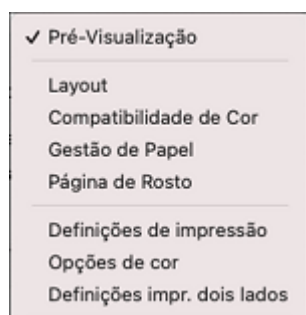 ✓ Pré-Visualização
Layout
Compatibilidade de Cor
Gestão de Papel
Página de Rosto
Definições de impressão
Opções de cor
Definições impr. dois lados